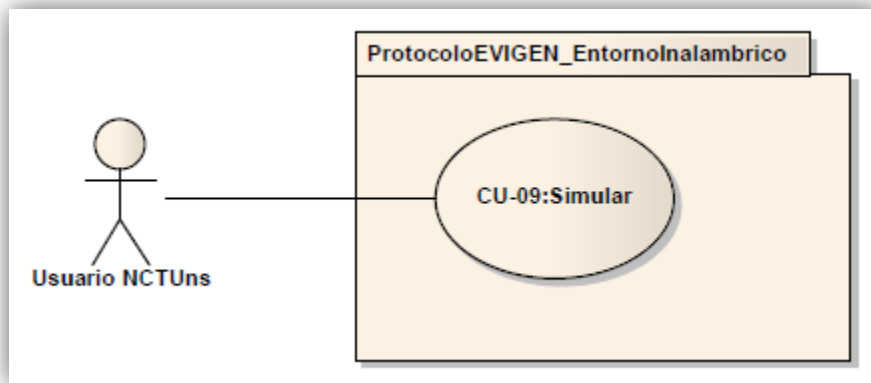 ProtocoloEVIGEN_EntornoInalambrico
CU-09:Simular
Usuario NCTUns